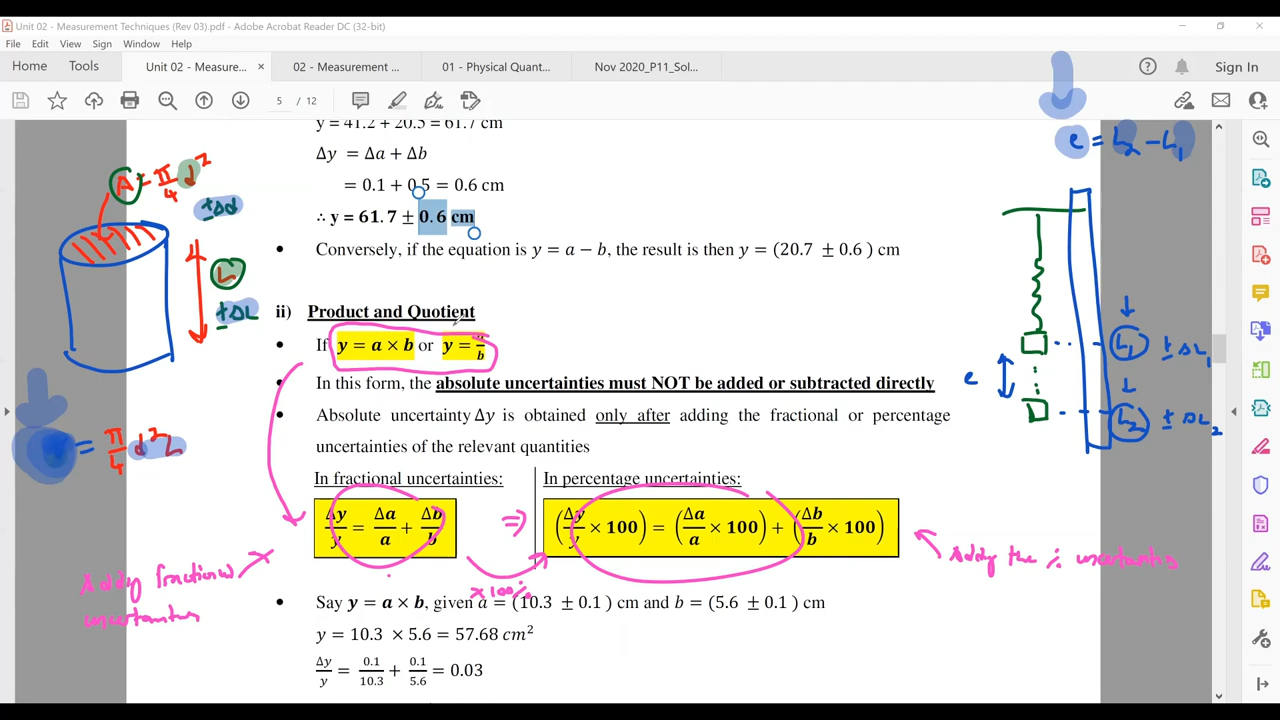 Unit 02 - Measurement Techniques (Rev 03).pdf - Adobe Acrobat Reader DC (32-bit)
File Edit View Sign Window Help
Home Tools Unit 02 - Measure... × 02 - Measurement ... 01 - Physical Quant... Nov 2020_P11_Sol... Sign In
5 / 12
y = 41.2 + 20.5 = 61.7 cm
Δy = Δa + Δb
= 0.1 + 0.5 = 0.6 cm
∴ y = 61.7 ± 0.6 cm
• Conversely, if the equation is y = a − b, the result is then y = (20.7 ± 0.6) cm
ii) Product and Quotient
• If y = a × b or y = a/b
• In this form, the absolute uncertainties must NOT be added or subtracted directly
• Absolute uncertainty Δy is obtained only after adding the fractional or percentage
uncertainties of the relevant quantities
In fractional uncertainties: In percentage uncertainties:
Δy/y = Δa/a + Δb/b ⇒ (Δy/y × 100) = (Δa/a × 100) + (Δb/b × 100)
×100%
• Say y = a × b, given a = (10.3 ± 0.1 ) cm and b = (5.6 ± 0.1 ) cm
y = 10.3 × 5.6 = 57.68 cm²
Δy/y = 0.1/10.3 + 0.1/5.6 = 0.03
A = π/4 d²
± Δd
L
± ΔL
= π/4 d² L
Adding fractional
uncertainties
Adding the % uncertainties
e = L₂ − L₁
L₁ ± ΔL₁
e
L₂ ± ΔL₂